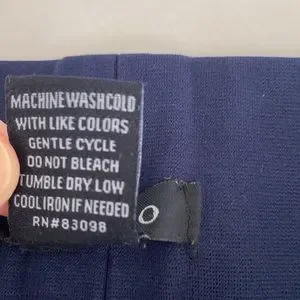 MACHINE WASH COLD
WITH LIKE COLORS
GENTLE CYCLE
DO NOT BLEACH
TUMBLE DRY LOW
COOL IRON IF NEEDED
RN#83098
0